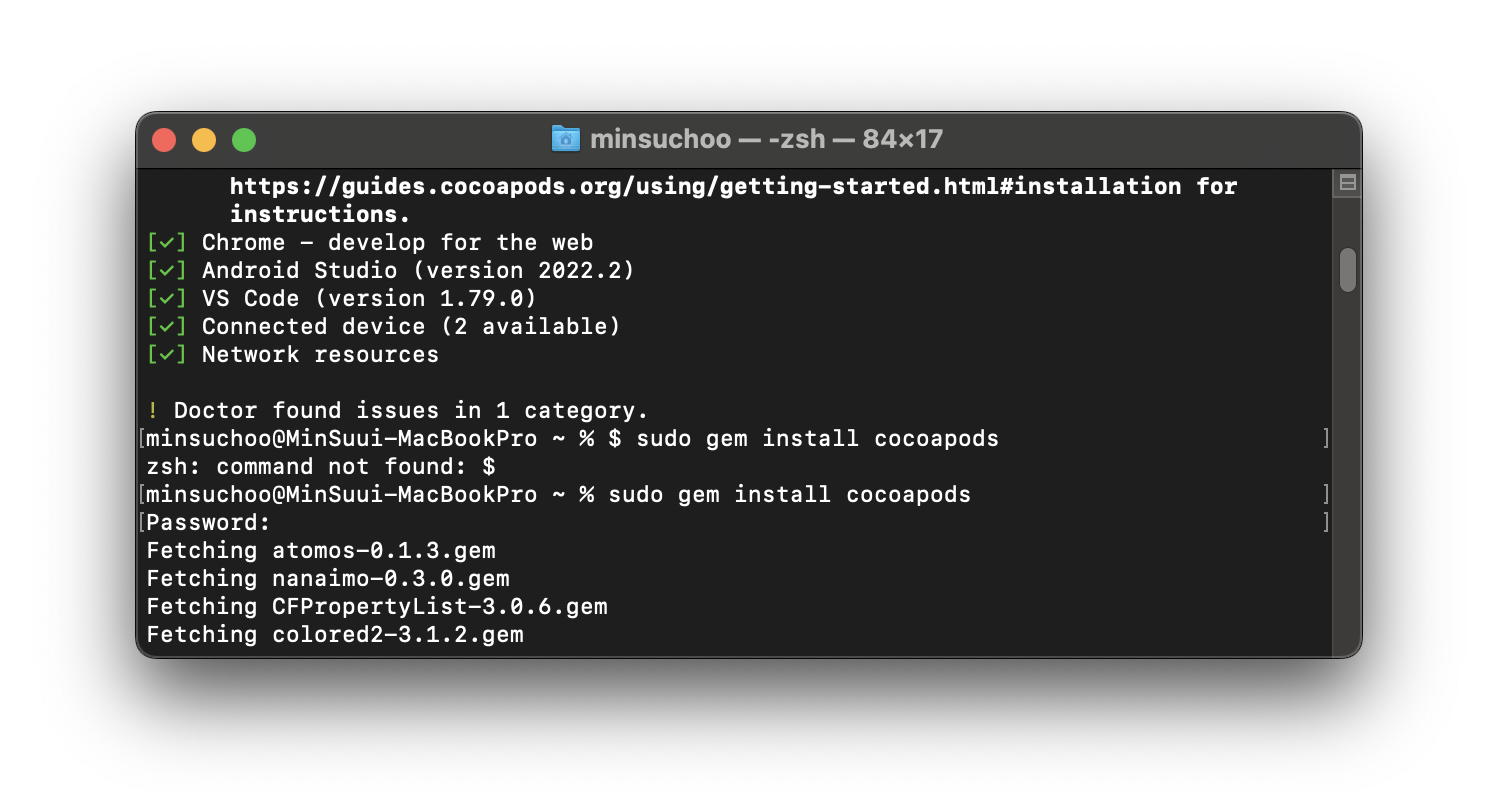 minsuchoo — -zsh — 84×17
https://guides.cocoapods.org/using/getting-started.html#installation for
instructions.
[✓] Chrome - develop for the web
[✓] Android Studio (version 2022.2)
[✓] VS Code (version 1.79.0)
[✓] Connected device (2 available)
[✓] Network resources
! Doctor found issues in 1 category.
[minsuchoo@MinSuui-MacBookPro ~ % $ sudo gem install cocoapods ]
zsh: command not found: $
[minsuchoo@MinSuui-MacBookPro ~ % sudo gem install cocoapods ]
[Password: ]
Fetching atomos-0.1.3.gem
Fetching nanaimo-0.3.0.gem
Fetching CFPropertyList-3.0.6.gem
Fetching colored2-3.1.2.gem